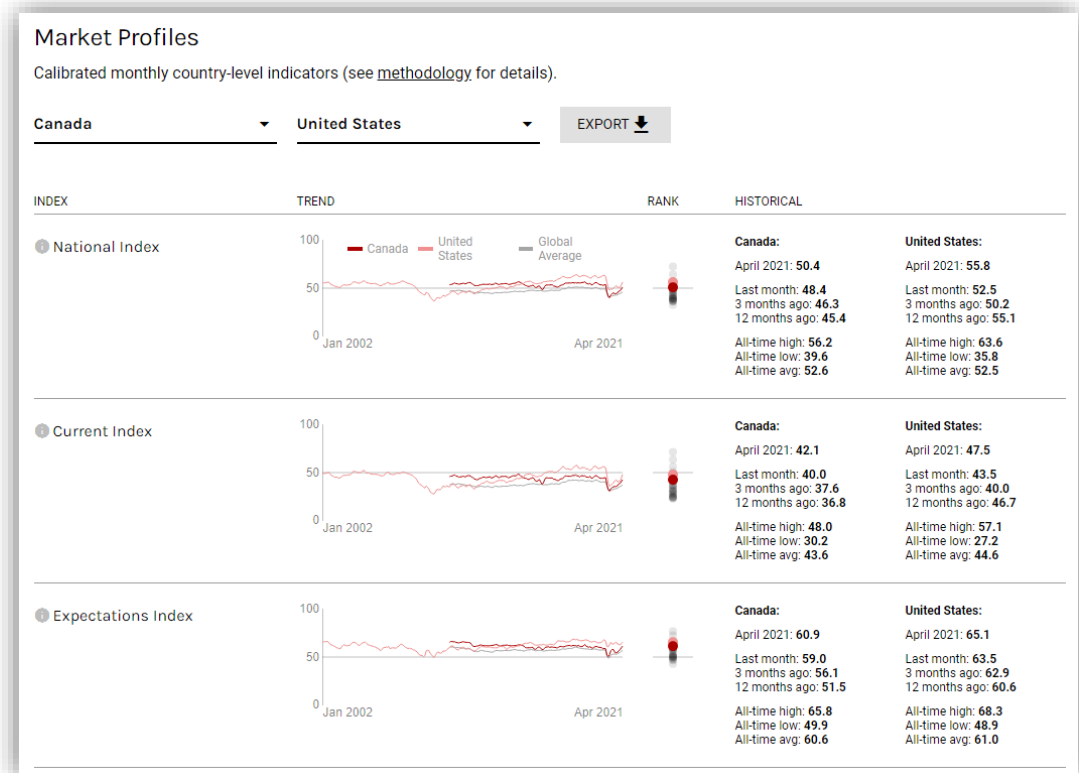 Market Profiles
Calibrated monthly country-level indicators (see methodology for details).
Canada
United States
EXPORT
INDEX
TREND
RANK
HISTORICAL
National Index
100
50
0
Canada
United
States
Global
Average
Jan 2002
Apr 2021
Canada:
April 2021: 50.4
Last month: 48.4
3 months ago: 46.3
12 months ago: 45.4
All-time high: 56.2
All-time low: 39.6
All-time avg: 52.6
United States:
April 2021: 55.8
Last month: 52.5
3 months ago: 50.2
12 months ago: 55.1
All-time high: 63.6
All-time low: 35.8
All-time avg: 52.5
Current Index
100
50
0
Jan 2002
Apr 2021
Canada:
April 2021: 42.1
Last month: 40.0
3 months ago: 37.6
12 months ago: 36.8
All-time high: 48.0
All-time low: 30.2
All-time avg: 43.6
United States:
April 2021: 47.5
Last month: 43.5
3 months ago: 40.0
12 months ago: 46.7
All-time high: 57.1
All-time low: 27.2
All-time avg: 44.6
Expectations Index
100
50
0
Jan 2002
Apr 2021
Canada:
April 2021: 60.9
Last month: 59.0
3 months ago: 56.1
12 months ago: 51.5
All-time high: 65.8
All-time low: 49.9
All-time avg: 60.6
United States:
April 2021: 65.1
Last month: 63.5
3 months ago: 62.9
12 months ago: 60.6
All-time high: 68.3
All-time low: 48.9
All-time avg: 61.0